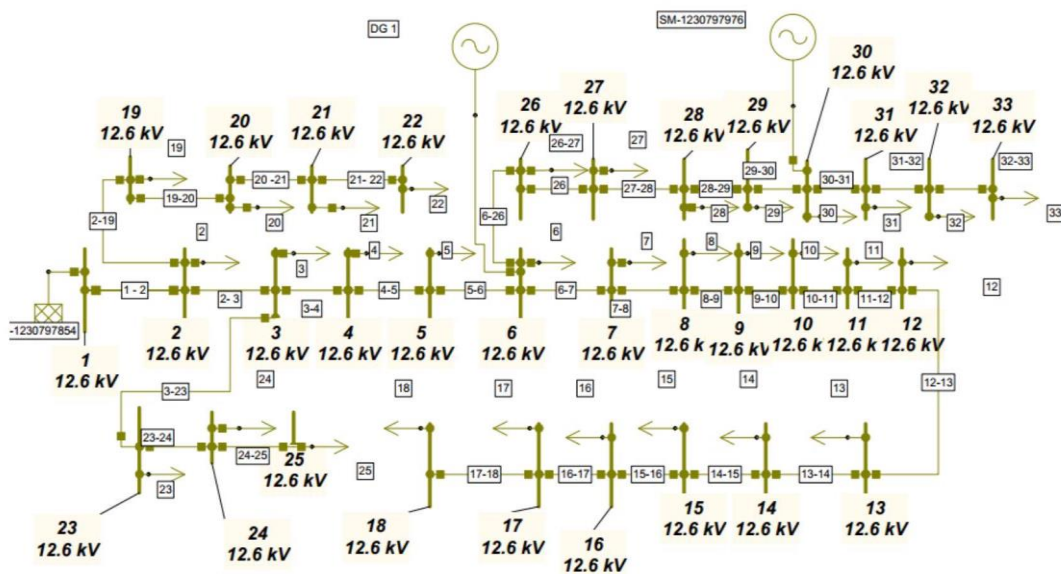 DG 1
SM-1230797976
30
12.6 kV
19
12.6 kV
20
12.6 kV
21
12.6 kV
22
12.6 kV
26
12.6 kV
27
12.6 kV
28
12.6 kV
29
12.6 kV
31
12.6 kV
32
12.6 kV
33
12.6 kV
19
26-27
27
31-32
32-33
20 -21
21- 22
29-30
19-20
26
27-28
28-29
30-31
20
21
22
28
29
30
31
32
33
2-19
6-26
2
3
4
5
6
7
8
9
10
11
12
1 - 2
2- 3
3-4
4-5
5-6
6-7
7-8
8-9
9-10
10-11
11-12
-1230797854
1
12.6 kV
2
12.6 kV
3
12.6 kV
4
12.6 kV
5
12.6 kV
6
12.6 kV
7
12.6 kV
8
12.6 k
9
12.6 kV
10
12.6 k
11
12.6 k
12
12.6 kV
3-23
24
18
17
16
15
14
13
12-13
23-24
24-25
25
12.6 kV
25
23
17-18
16-17
15-16
14-15
13-14
23
12.6 kV
24
12.6 kV
18
12.6 kV
17
12.6 kV
16
12.6 kV
15
12.6 kV
14
12.6 kV
13
12.6 kV